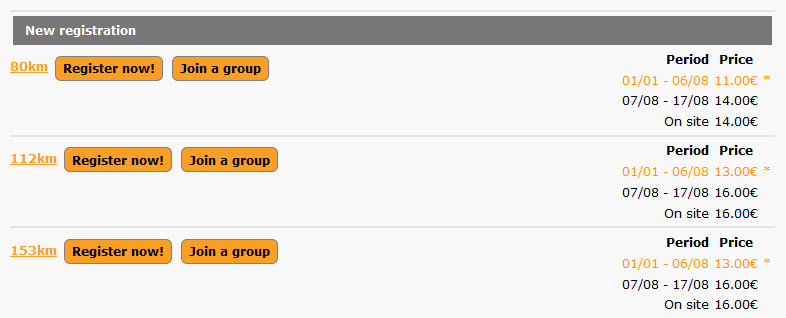 New registration
80km Register now! Join a group
Period Price
01/01 - 06/08 11.00€ *
07/08 - 17/08 14.00€
On site 14.00€
112km Register now! Join a group
Period Price
01/01 - 06/08 13.00€ *
07/08 - 17/08 16.00€
On site 16.00€
153km Register now! Join a group
Period Price
01/01 - 06/08 13.00€ *
07/08 - 17/08 16.00€
On site 16.00€